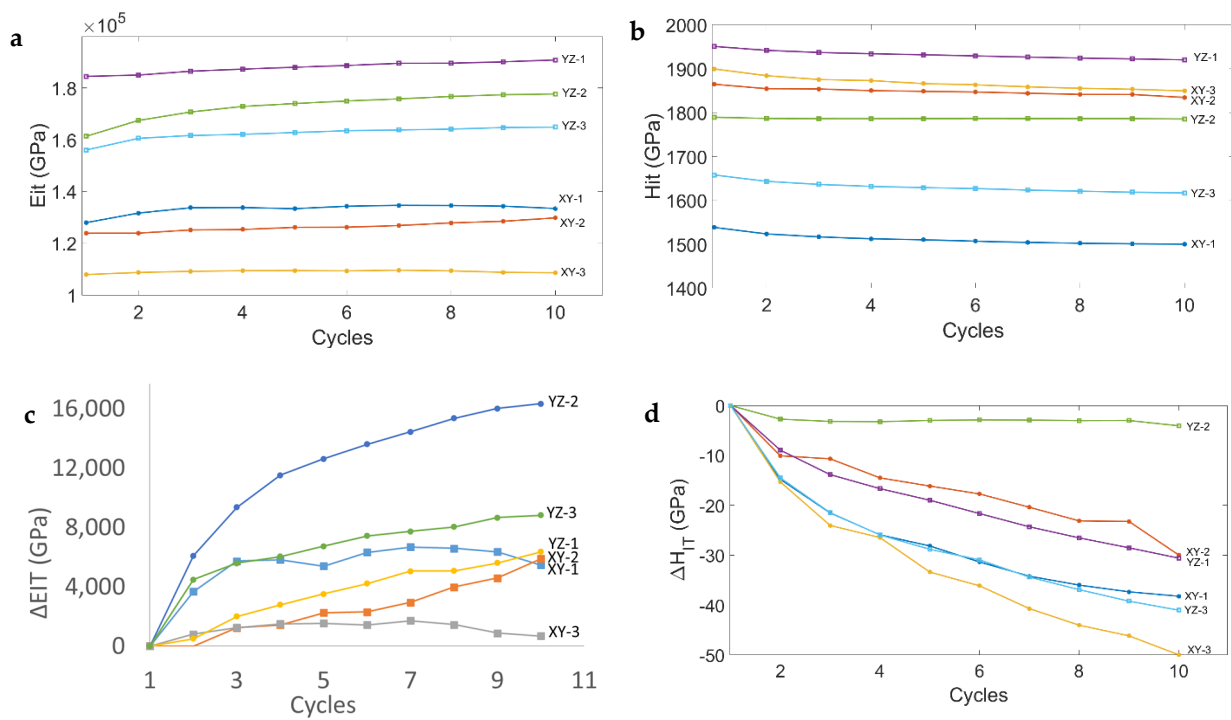 a
×10⁵
1.8
1.6
1.4
1.2
1
Eit (GPa)
2
4
6
8
10
Cycles
YZ-1
YZ-2
YZ-3
XY-1
XY-2
XY-3
b
2000
1900
1800
1700
1600
1500
1400
Hit (GPa)
2
4
6
8
10
Cycles
YZ-1
XY-3
XY-2
YZ-2
YZ-3
XY-1
c
16,000
12,000
8,000
4,000
0
ΔEIT (GPa)
1
3
5
7
9
11
Cycles
YZ-2
YZ-3
YZ-1
XY-2
XY-1
XY-3
d
0
-10
-20
-30
-40
-50
ΔH_IT (GPa)
2
4
6
8
10
Cycles
YZ-2
XY-2
YZ-1
XY-1
YZ-3
XY-3